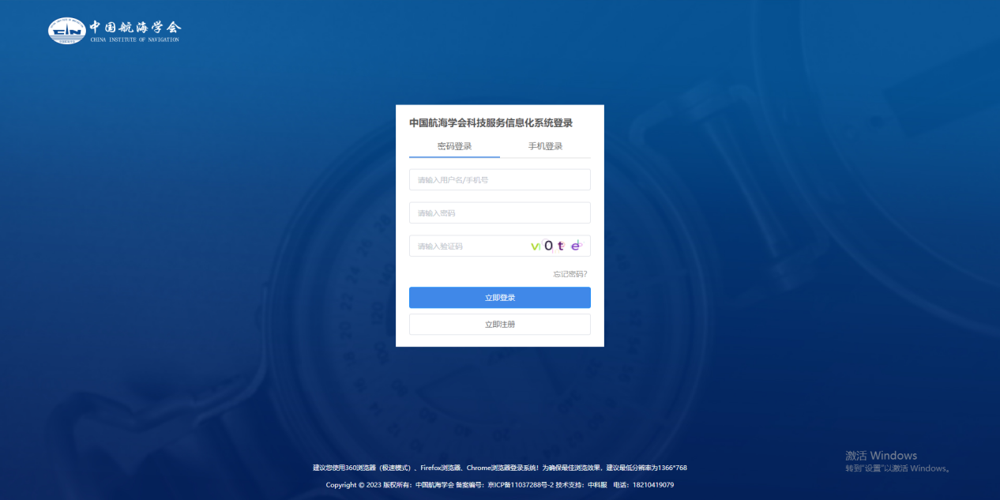 中国航海学会
CHINA INSTITUTE OF NAVIGATION
中国航海学会科技服务信息化系统登录
密码登录 手机登录
请输入用户名/手机号
请输入密码
请输入验证码 v0te
忘记密码?
立即登录
立即注册
激活 Windows
转到"设置"以激活 Windows。
建议您使用360浏览器（极速模式）、Firefox浏览器、Chrome浏览器登录系统！为确保最佳浏览效果，建议最低分辨率为1366*768
Copyright © 2023 版权所有：中国航海学会 备案编号：京ICP备11037288号-2 技术支持：中科服 电话：18210419079